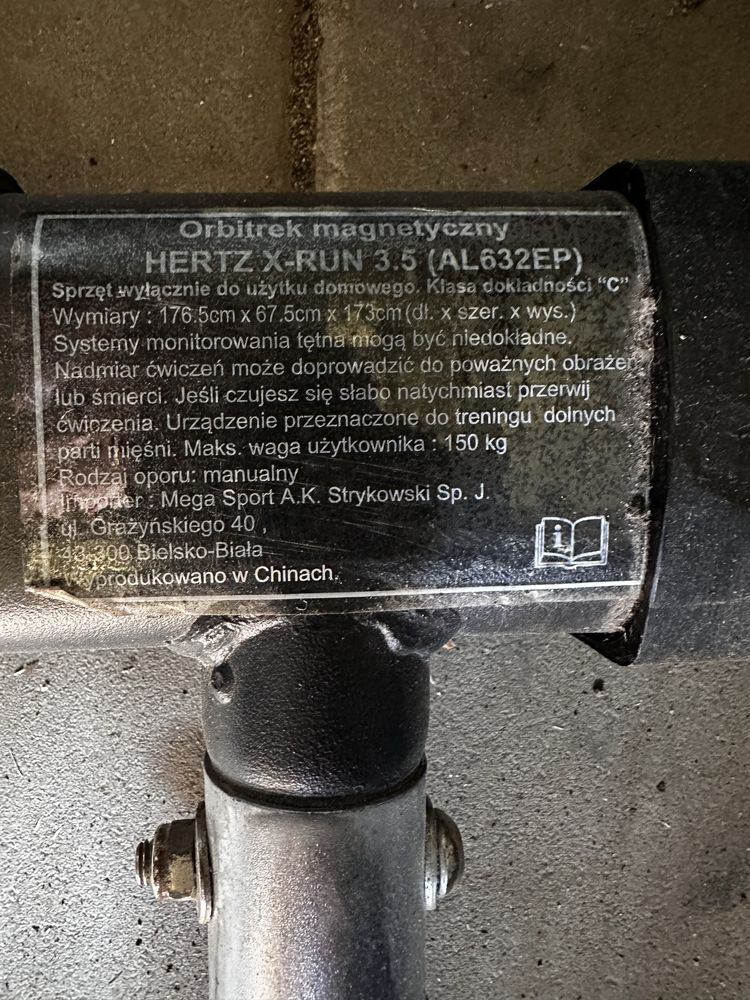 Orbitrek magnetyczny
HERTZ X-RUN 3.5 (AL632EP)
Sprzęt wyłącznie do użytku domowego. Klasa dokładności "C"
Wymiary : 176.5cm x 67.5cm x 173cm (dł. x szer. x wys.)
Systemy monitorowania tętna mogą być niedokładne.
Nadmiar ćwiczeń może doprowadzić do poważnych obrażeń
lub śmierci. Jeśli czujesz się słabo natychmiast przerwij
ćwiczenia. Urządzenie przeznaczone do treningu dolnych
parti mięśni. Maks. waga użytkownika : 150 kg
Rodzaj oporu: manualny
Importer : Mega Sport A.K. Strykowski Sp. J.
ul. Grażyńskiego 40 ,
43-300 Bielsko-Biała
Wyprodukowano w Chinach.